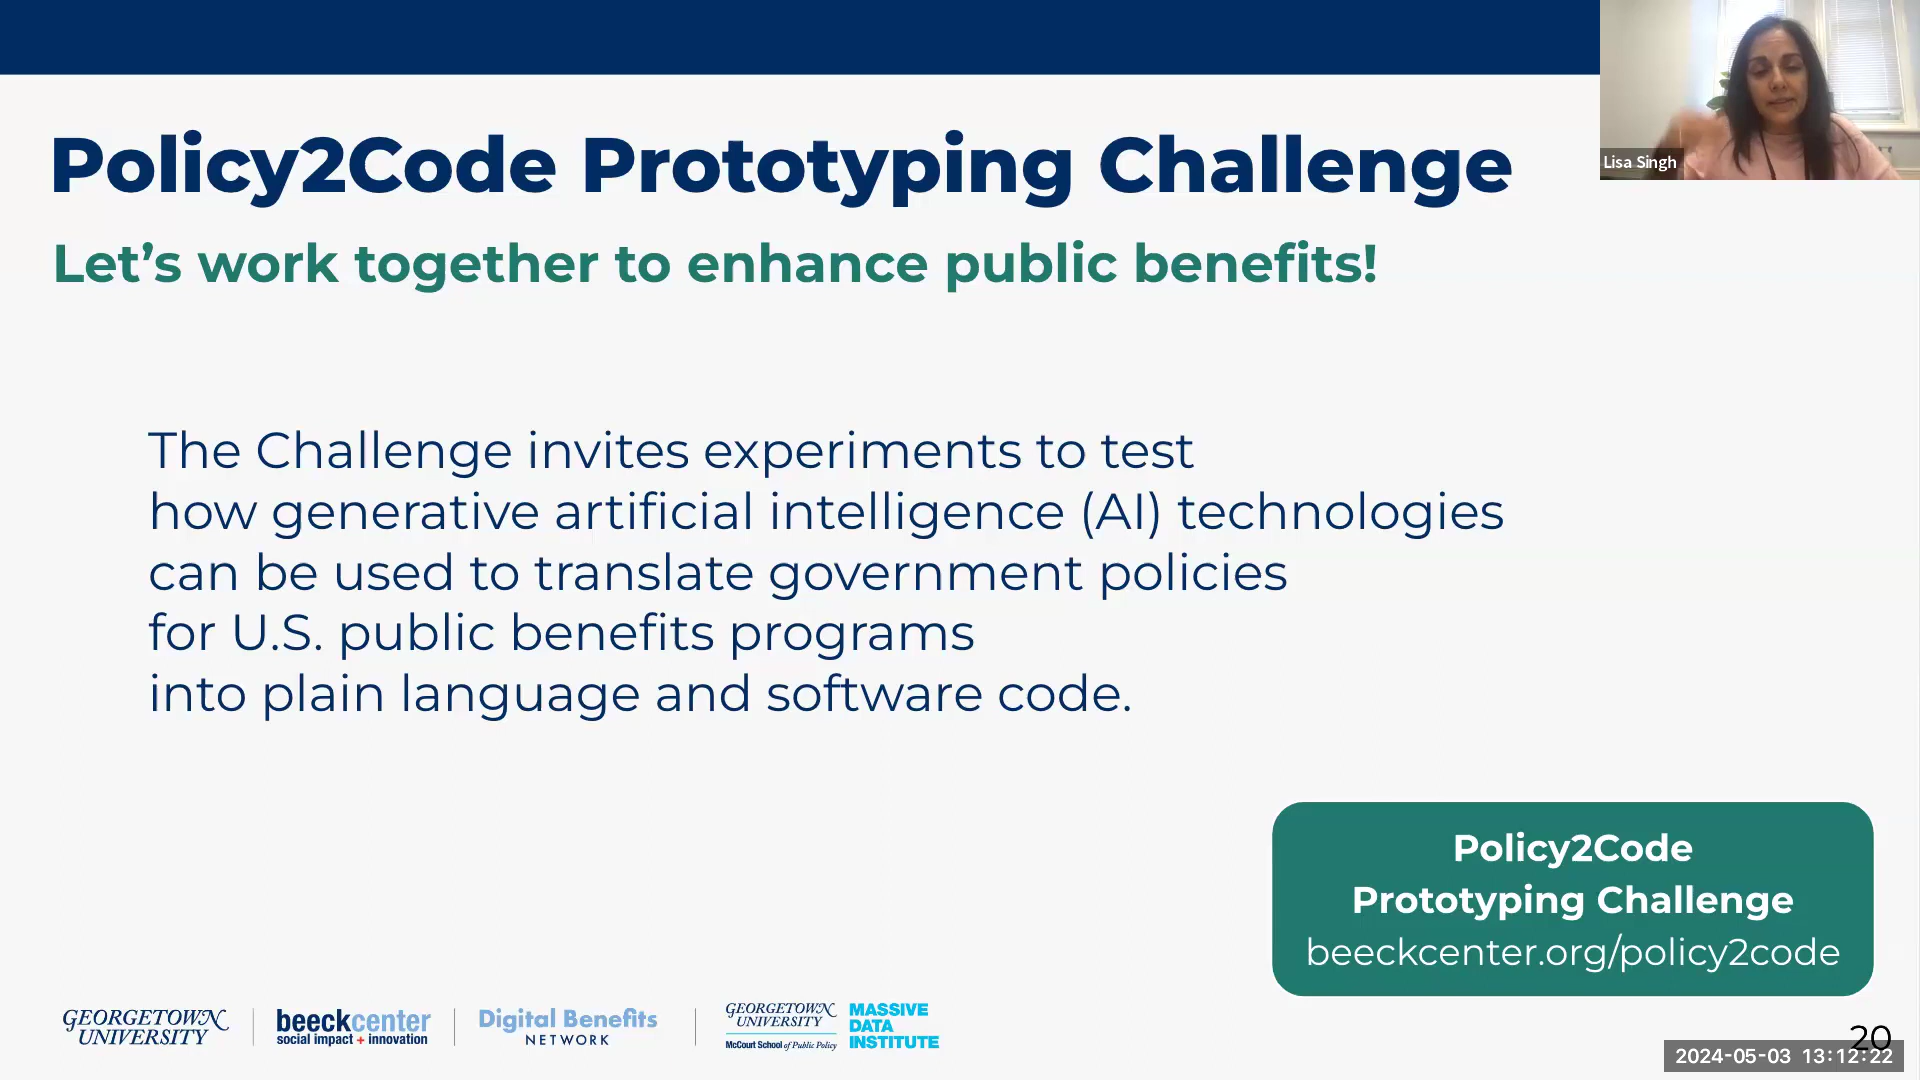 Policy2Code Prototyping Challenge
Lisa Singh
Let’s work together to enhance public benefits!
The Challenge invites experiments to test
how generative artificial intelligence (AI) technologies
can be used to translate government policies
for U.S. public benefits programs
into plain language and software code.
Policy2Code
Prototyping Challenge
beeckcenter.org/policy2code
GEORGETOWN
UNIVERSITY
beeckcenter
social impact + innovation
Digital Benefits
NETWORK
GEORGETOWN
UNIVERSITY
McCourt School of Public Policy
MASSIVE
DATA
INSTITUTE
20
2024-05-03 13:12:22